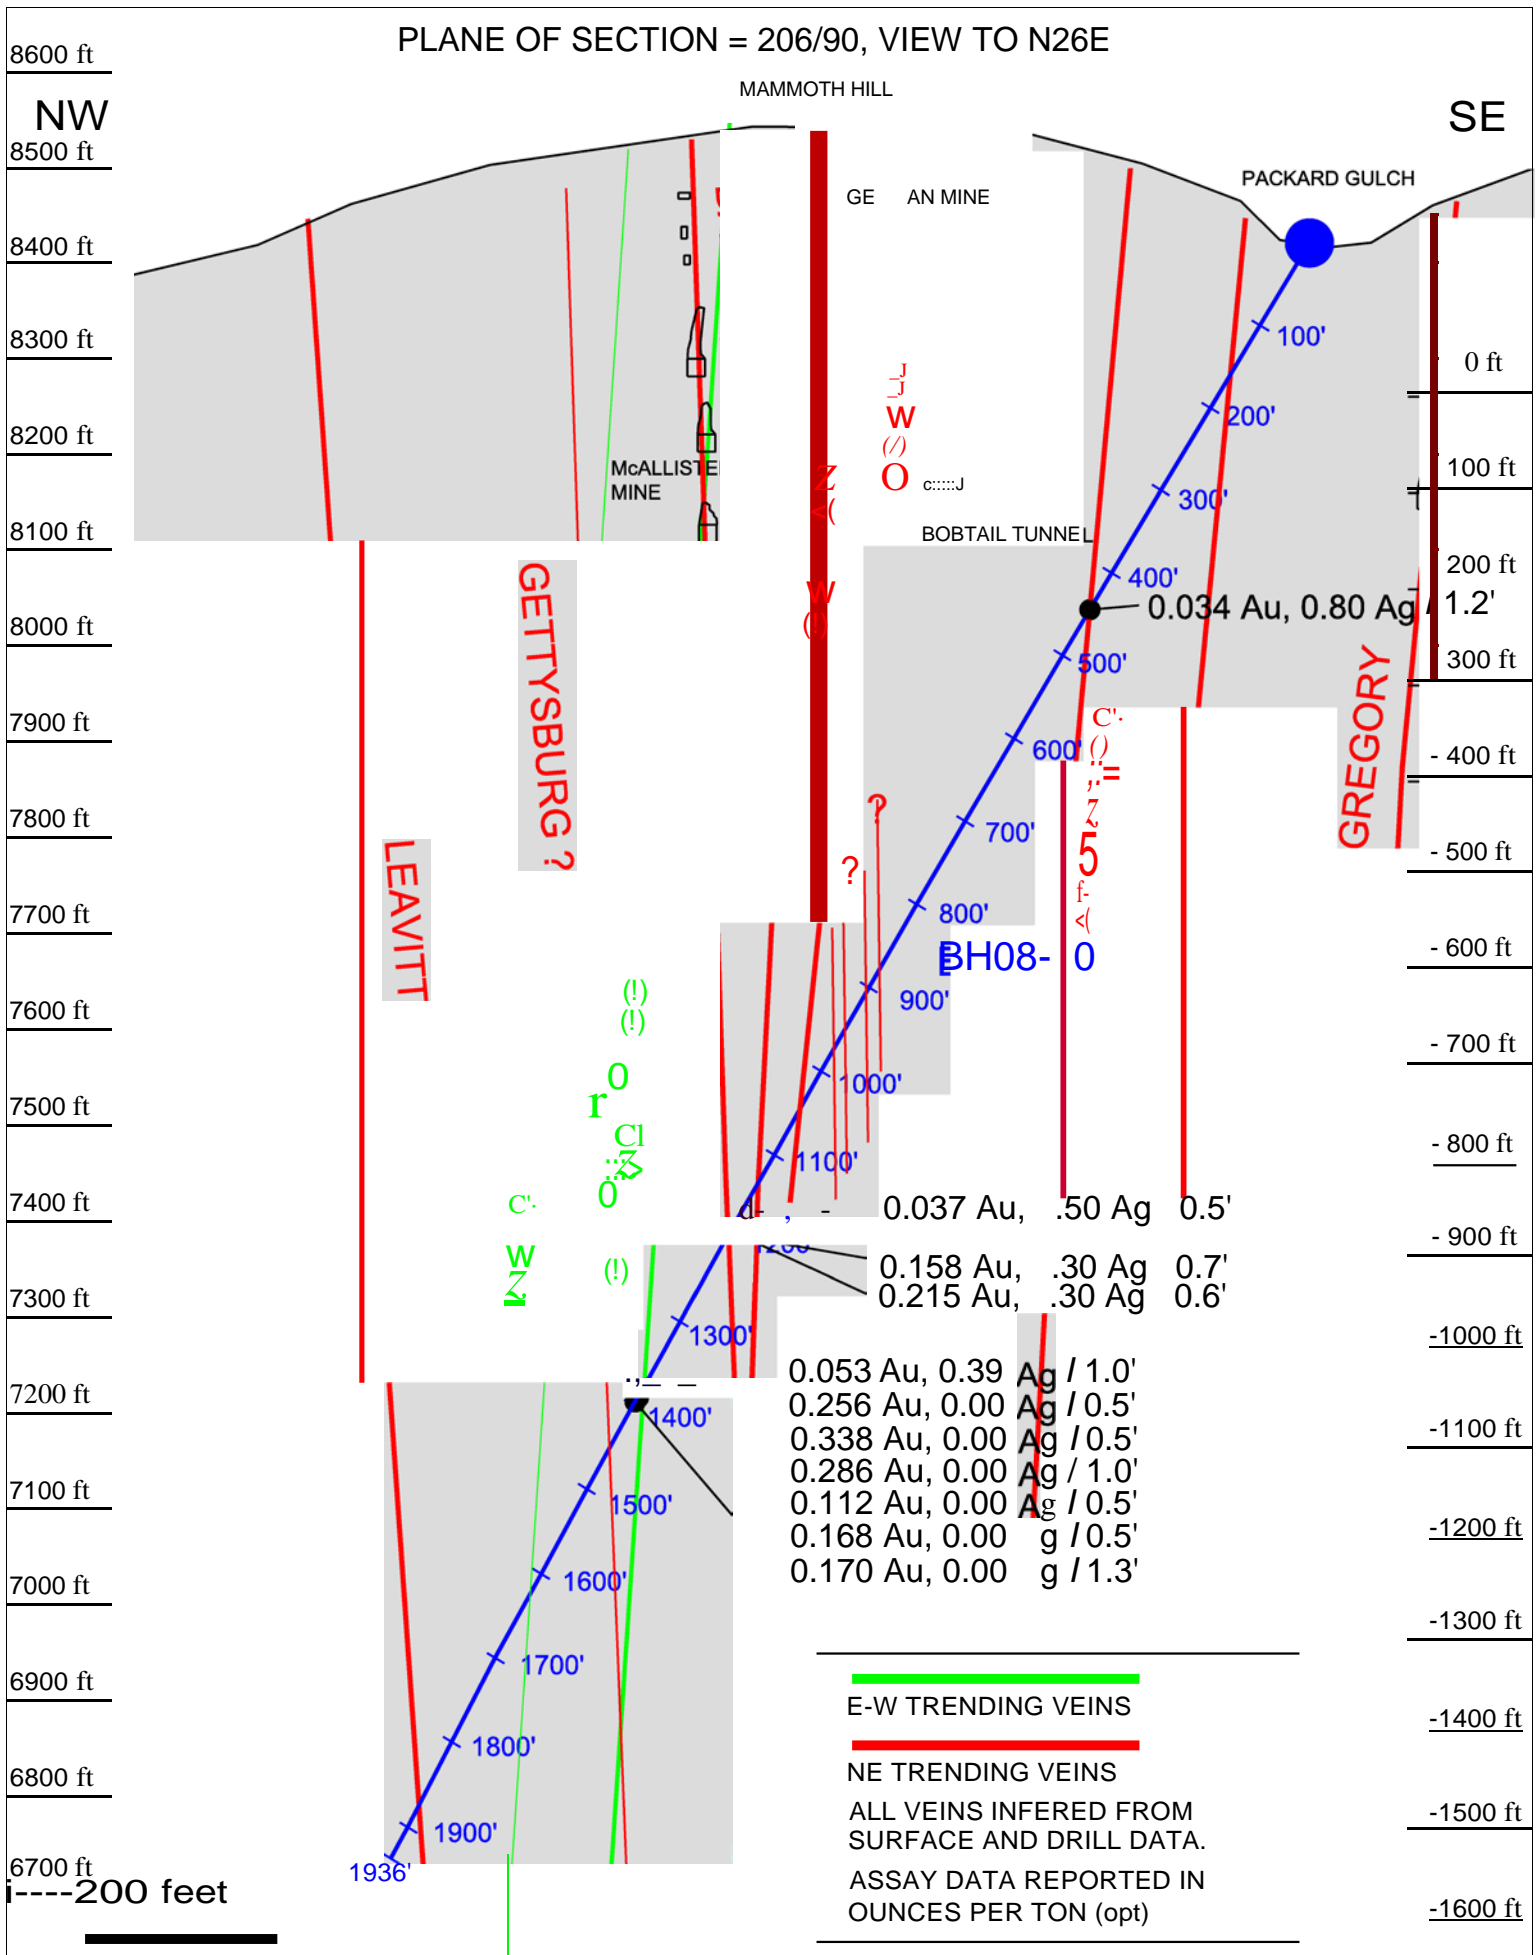 PLANE OF SECTION = 206/90, VIEW TO N26E
8600 ft
MAMMOTH HILL
NW
SE
8500 ft
PACKARD GULCH
GE AN MINE
8400 ft
8300 ft
100'
0 ft
8200 ft
200'
McALLISTE
MINE
100 ft
300'
8100 ft
BOBTAIL TUNNEL
200 ft
400'
0.034 Au, 0.80 Ag / 1.2'
8000 ft
GETTYSBURG ?
500'
300 ft
GREGORY
7900 ft
600'
- 400 ft
7800 ft
?
700'
- 500 ft
?
LEAVITT
7700 ft
800'
BH08- 0
- 600 ft
900'
7600 ft
- 700 ft
1000'
7500 ft
- 800 ft
1100'
7400 ft
0.037 Au, .50 Ag 0.5'
- 900 ft
1200'
0.158 Au, .30 Ag 0.7'
0.215 Au, .30 Ag 0.6'
7300 ft
1300'
-1000 ft
0.053 Au, 0.39 Ag / 1.0'
7200 ft
0.256 Au, 0.00 Ag / 0.5'
1400'
0.338 Au, 0.00 Ag / 0.5'
-1100 ft
0.286 Au, 0.00 Ag / 1.0'
7100 ft
1500'
0.112 Au, 0.00 Ag / 0.5'
-1200 ft
0.168 Au, 0.00 g / 0.5'
0.170 Au, 0.00 g / 1.3'
7000 ft
1600'
-1300 ft
1700'
6900 ft
E-W TRENDING VEINS
-1400 ft
1800'
NE TRENDING VEINS
6800 ft
ALL VEINS INFERED FROM
SURFACE AND DRILL DATA.
-1500 ft
1900'
6700 ft
1936'
ASSAY DATA REPORTED IN
OUNCES PER TON (opt)
i----200 feet
-1600 ft